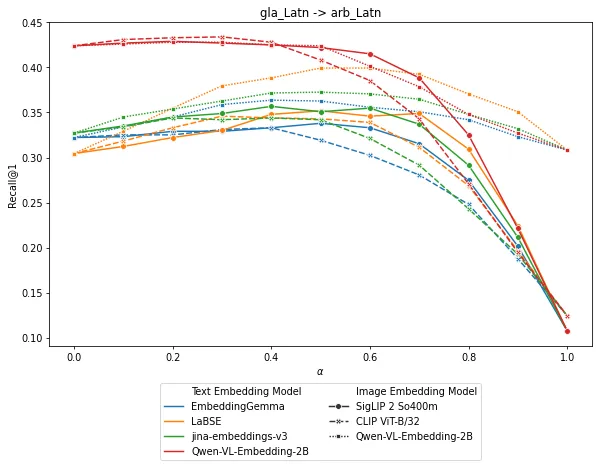 gla_Latn -> arb_Latn
Recall@1
0.45
0.40
0.35
0.30
0.25
0.20
0.15
0.10
0.0 0.2 0.4 0.6 0.8 1.0
α
Text Embedding Model
EmbeddingGemma
LaBSE
jina-embeddings-v3
Qwen-VL-Embedding-2B
Image Embedding Model
SigLIP 2 So400m
CLIP ViT-B/32
Qwen-VL-Embedding-2B